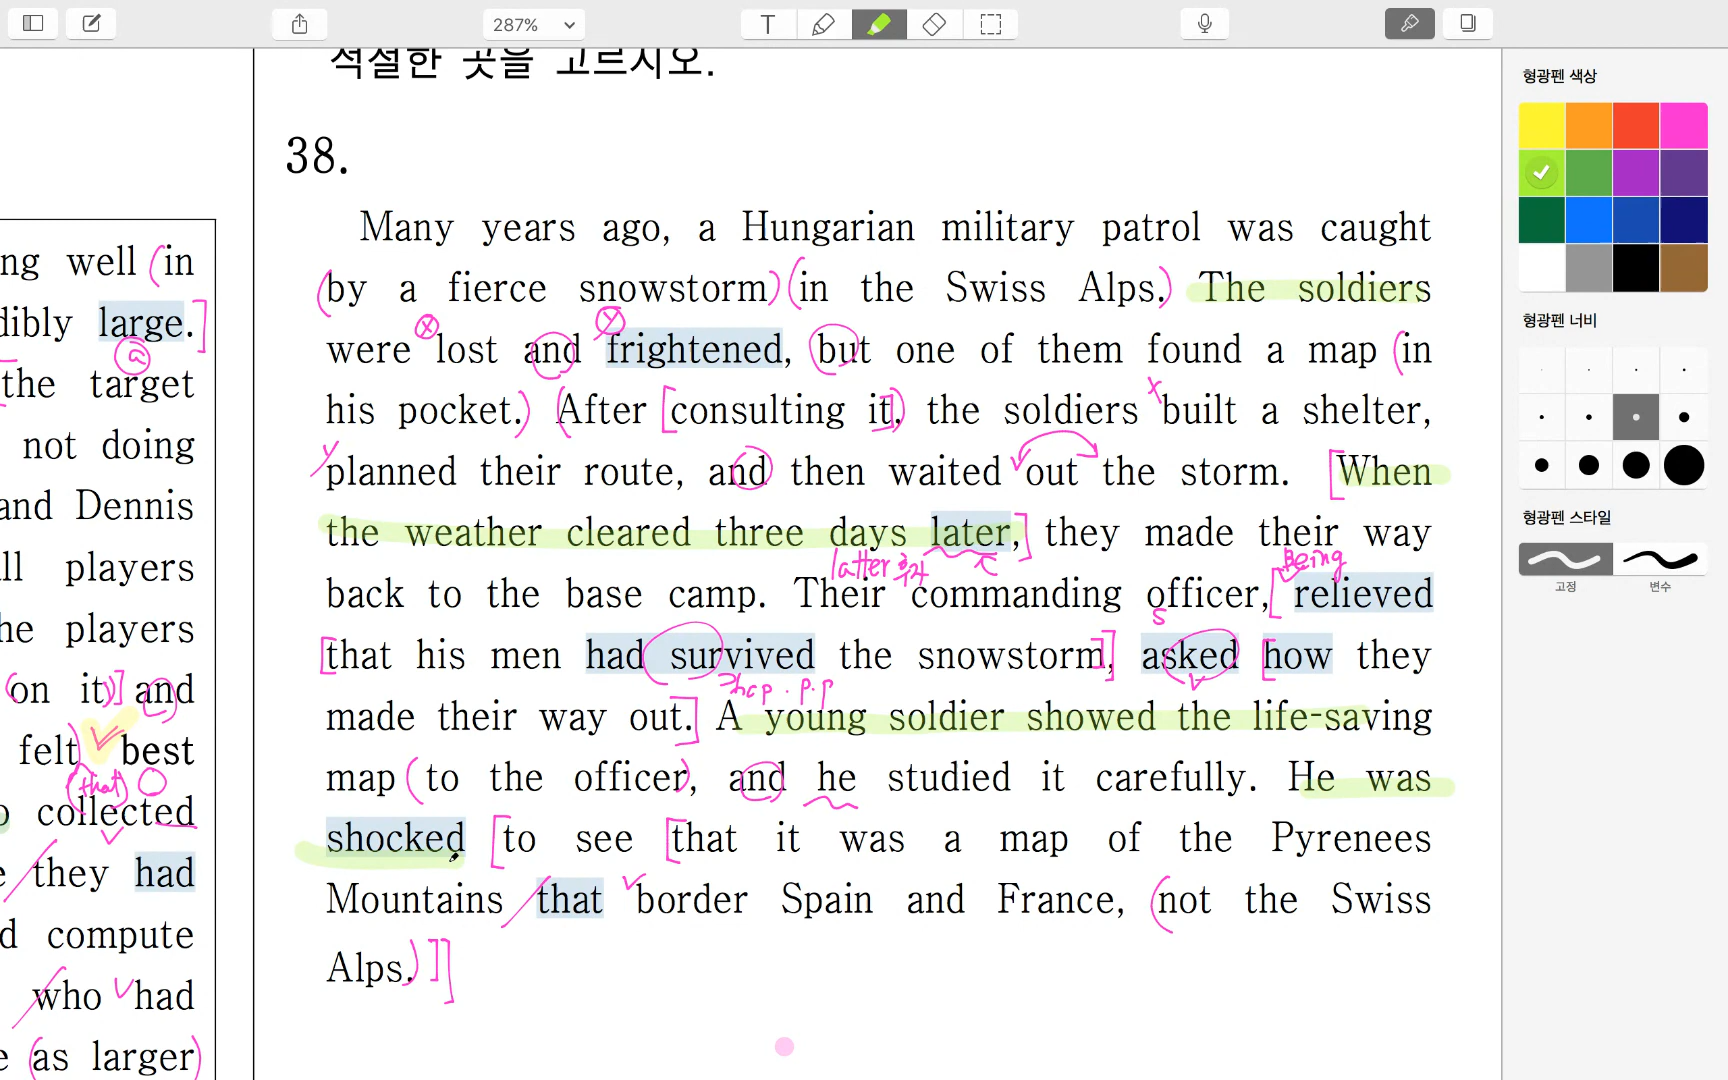 287%
T
적절한 곳을 고르시오.
38.
Many years ago, a Hungarian military patrol was caught
(by a fierce snowstorm) (in the Swiss Alps.) The soldiers
were lost and frightened, but one of them found a map (in
his pocket.) (After [consulting it],) the soldiers built a shelter,
planned their route, and then waited out the storm. [When
the weather cleared three days later,] they made their way
latter 후자
being
back to the base camp. Their commanding officer, [relieved
s
[that his men had survived the snowstorm]], asked [how they
had p.p
made their way out.] A young soldier showed the life-saving
map (to the officer), and he studied it carefully. He was
shocked [to see [that it was a map of the Pyrenees
Mountains that border Spain and France, (not the Swiss
Alps.)]]
ng well (in
dibly large.]
a
the target
not doing
and Dennis
ll players
he players
(on it)] and
felt best
(that)
collected
e they had
d compute
who had
e (as larger)
형광펜 색상
형광펜 너비
형광펜 스타일
고정
변수